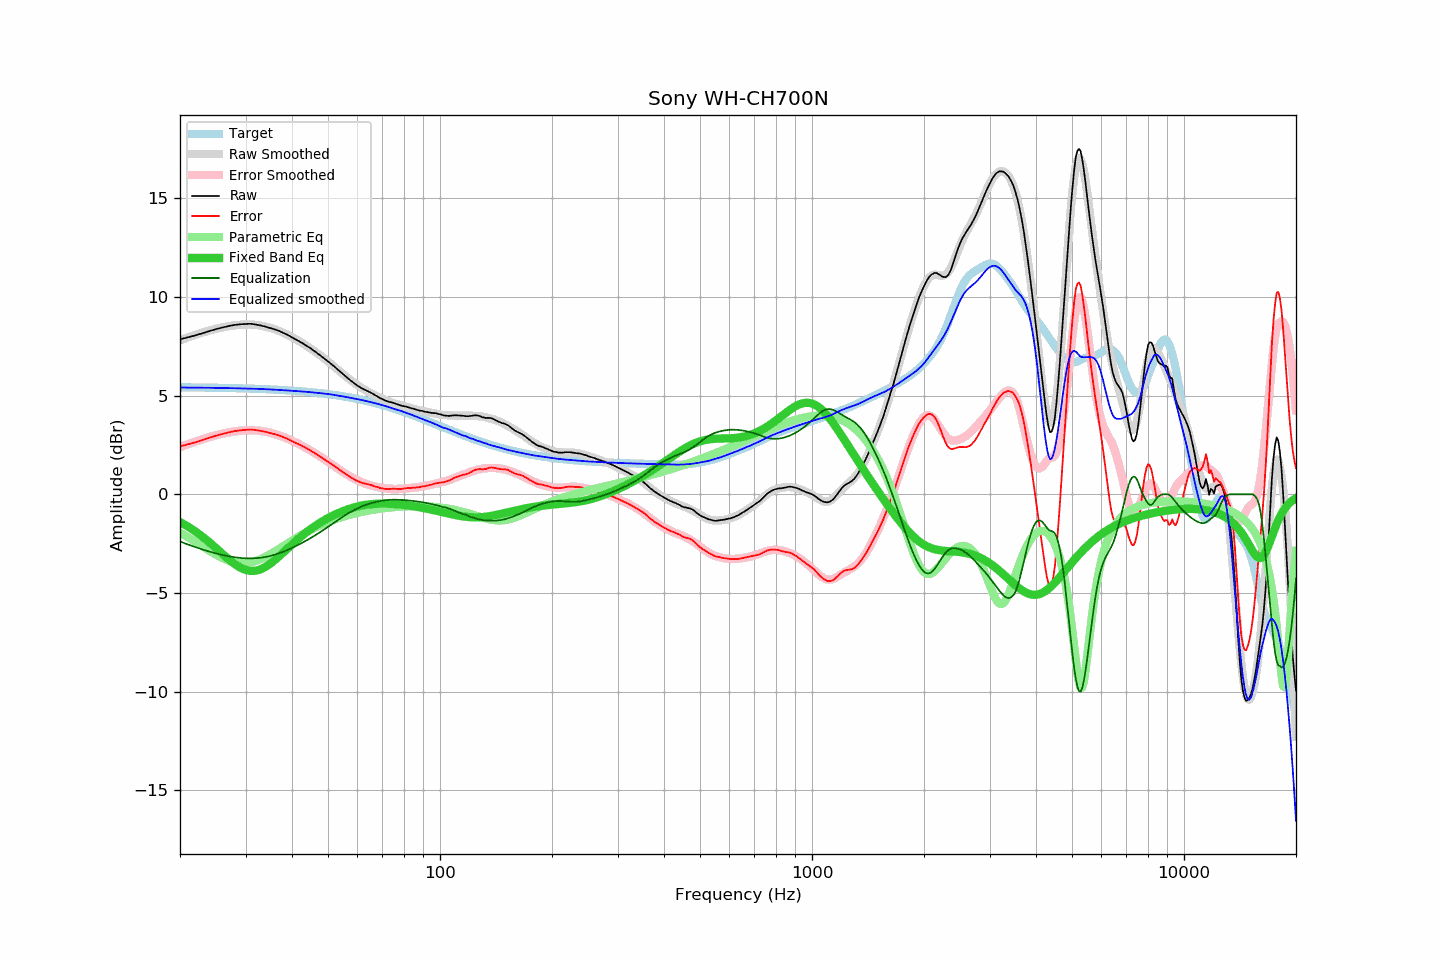 Sony WH-CH700N
Target
Raw Smoothed
Error Smoothed
Raw
Error
Parametric Eq
Fixed Band Eq
Equalization
Equalized smoothed
Amplitude (dBr)
15
10
5
0
−5
−10
−15
100
1000
10000
Frequency (Hz)